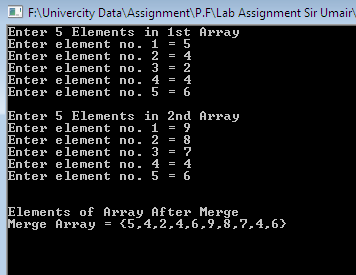 F:\Univercity Data\Assignment\P.F\Lab Assignment Sir Umair\
Enter 5 Elements in 1st Array
Enter element no. 1 = 5
Enter element no. 2 = 4
Enter element no. 3 = 2
Enter element no. 4 = 4
Enter element no. 5 = 6
Enter 5 Elements in 2nd Array
Enter element no. 1 = 9
Enter element no. 2 = 8
Enter element no. 3 = 7
Enter element no. 4 = 4
Enter element no. 5 = 6
Elements of Array After Merge
Merge Array = {5,4,2,4,6,9,8,7,4,6}